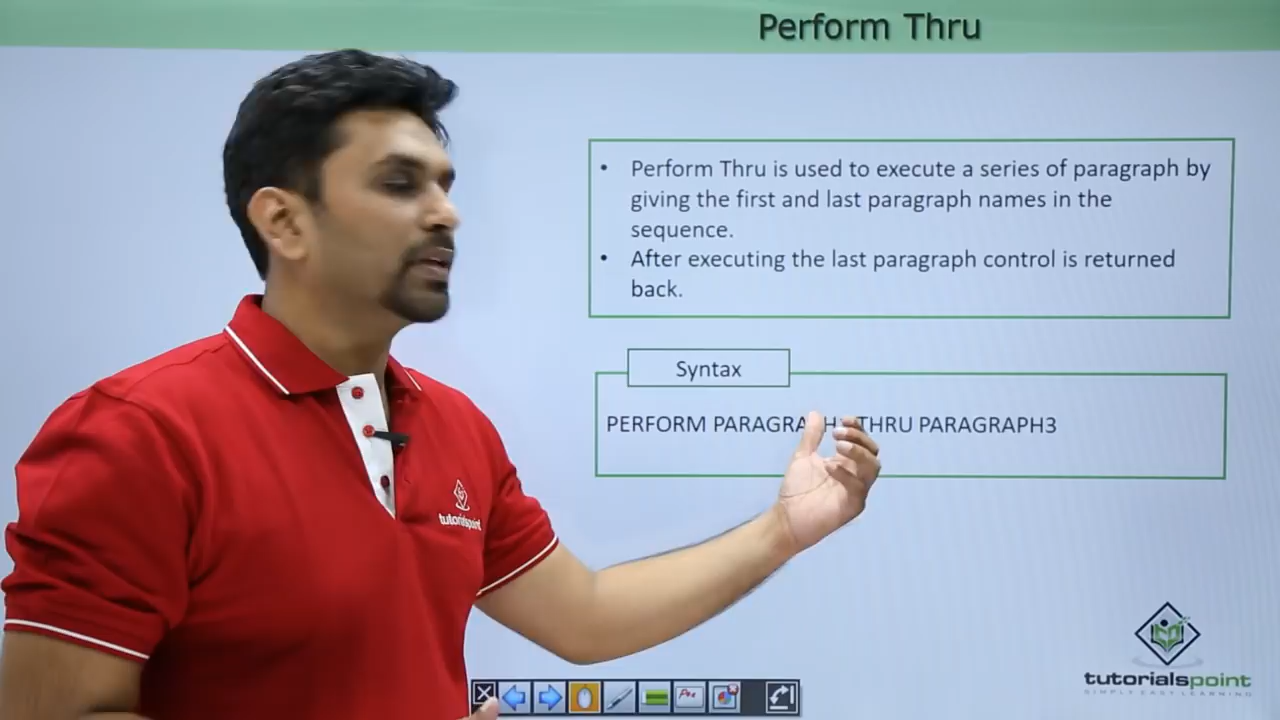 Perform Thru
• Perform Thru is used to execute a series of paragraph by
giving the first and last paragraph names in the
sequence.
• After executing the last paragraph control is returned
back.
Syntax
PERFORM THRU PARAGRAPH3
tutorialspoint
tutorialspoint
SIMPLY EASY LEARNING